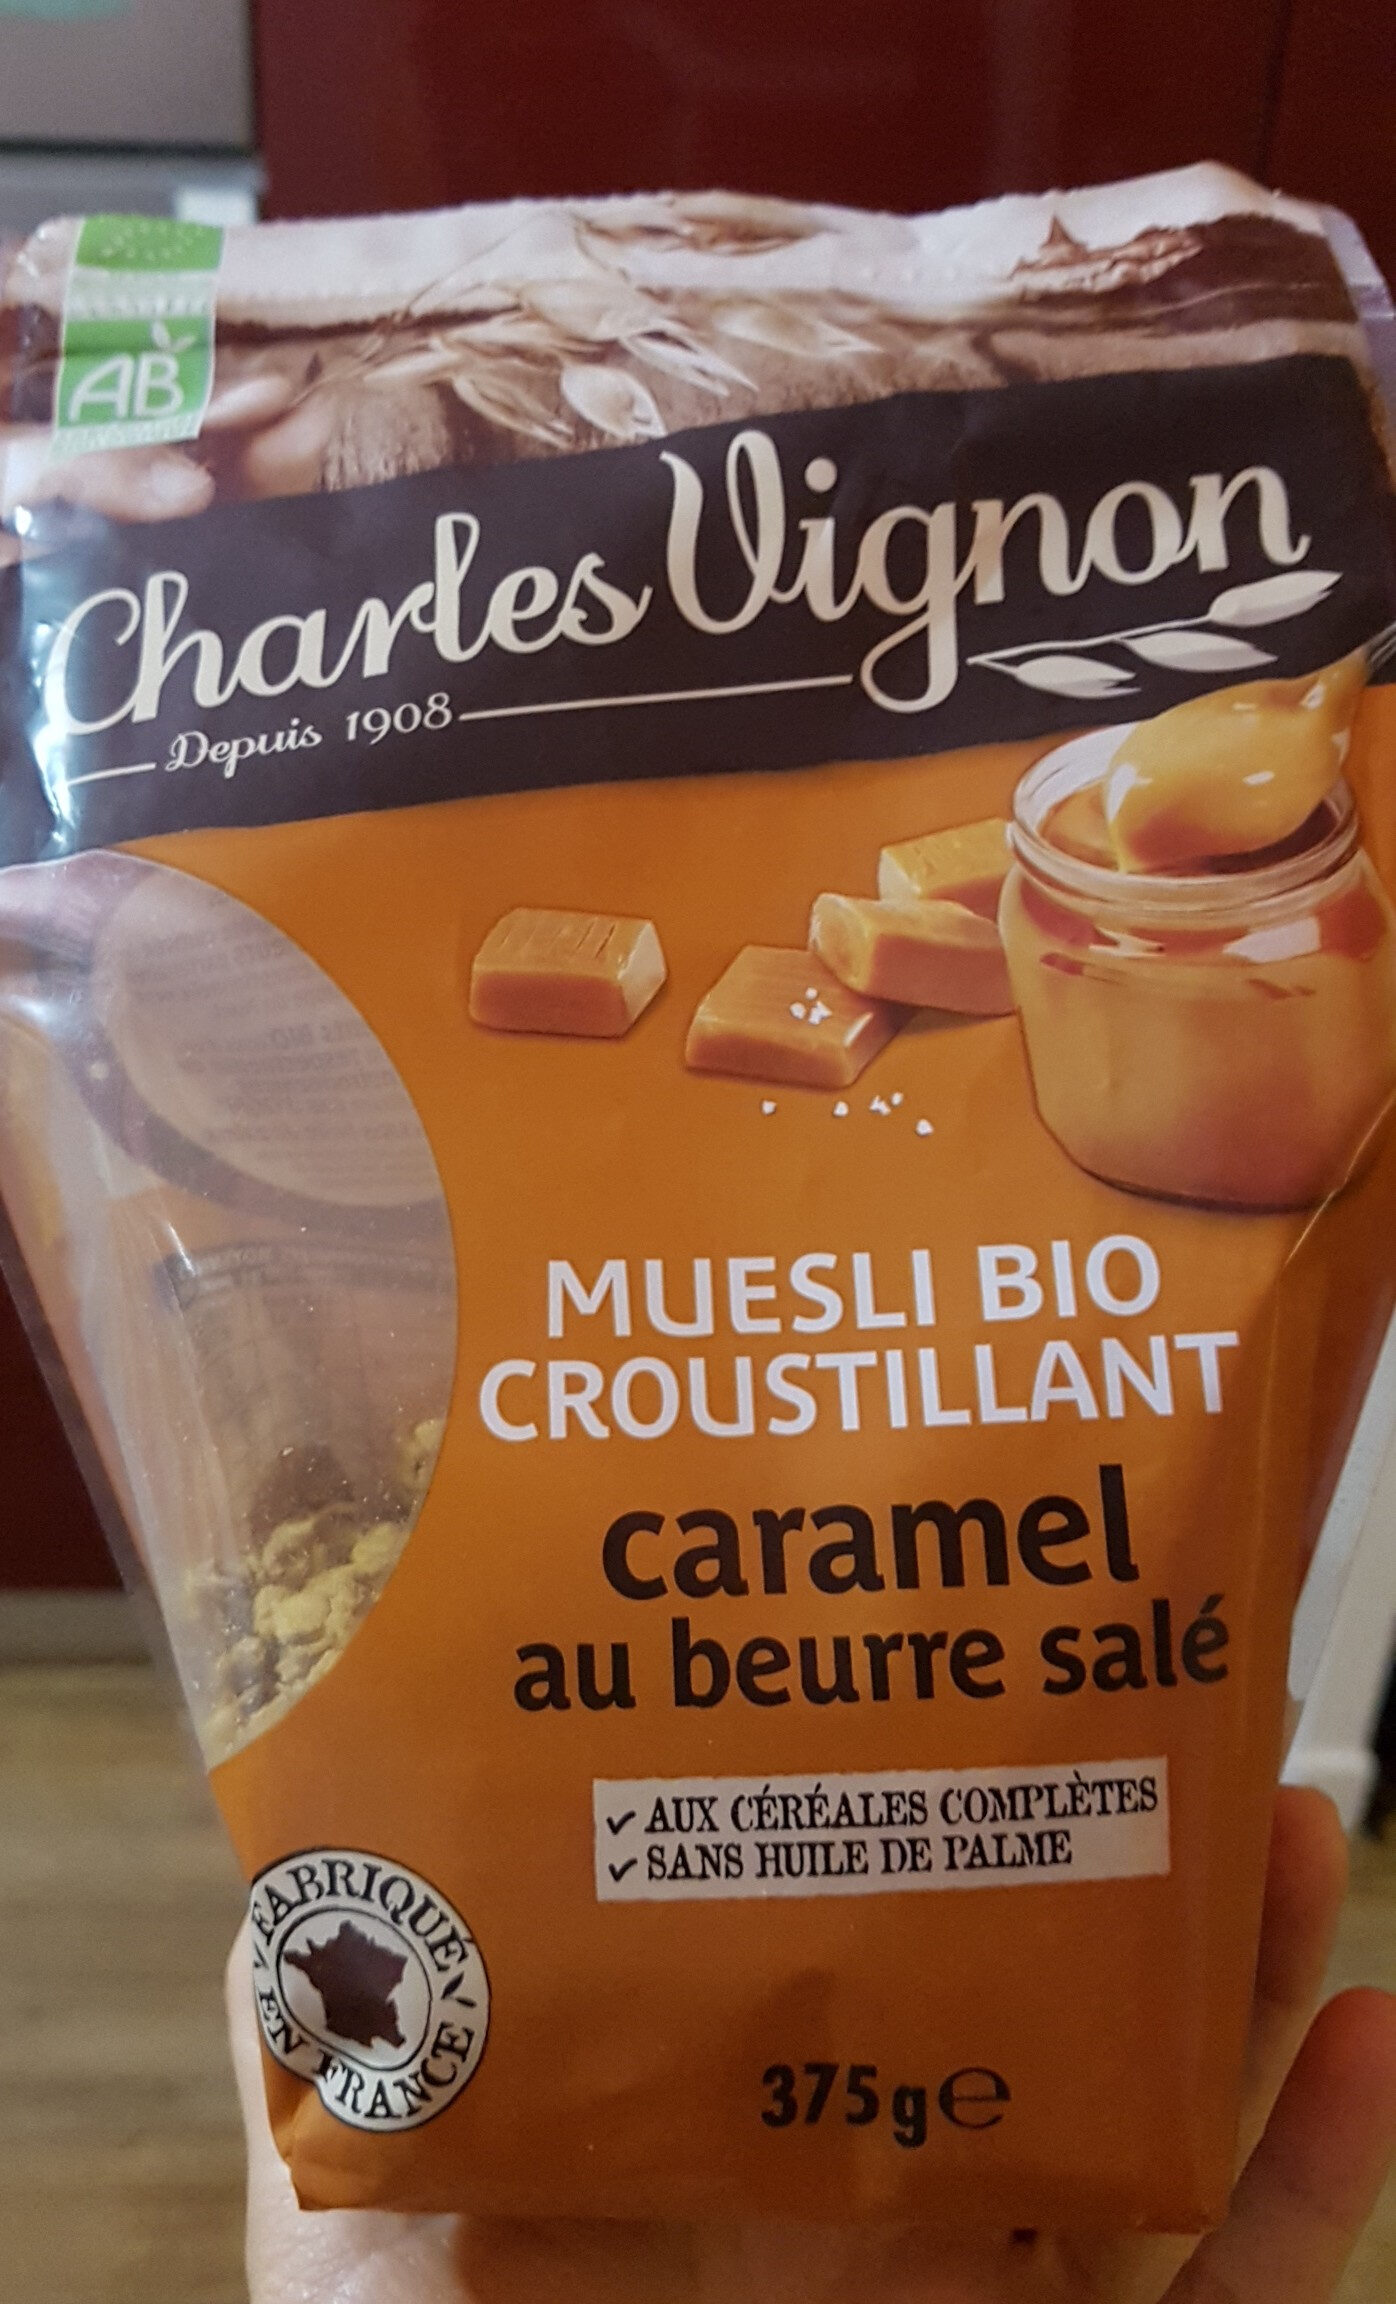 AB
Charles Vignon
Depuis 1908
MUESLI BIO
CROUSTILLANT
caramel
au beurre salé
✓ AUX CÉRÉALES COMPLÈTES
✓ SANS HUILE DE PALME
FABRIQUÉ
EN FRANCE
375g℮